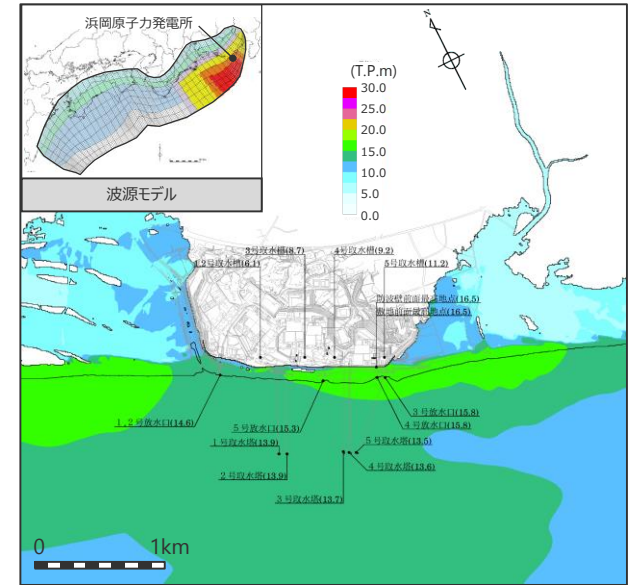 浜岡原子力発電所
波源モデル
N
(T.P.m)
30.0
25.0
20.0
15.0
10.0
5.0
0.0
3号取水槽(8.7)
4号取水槽(9.2)
1,2号取水槽(6.1)
5号取水槽(11.2)
防波壁前面最高地点(16.5)
敷地前面最高地点(16.5)
1,2号放水口(14.6)
5号放水口(15.3)
3号放水口(15.8)
4号放水口(15.8)
1号取水塔(13.9)
5号取水塔(13.5)
2号取水塔(13.9)
4号取水塔(13.6)
3号取水塔(13.7)
0 1km